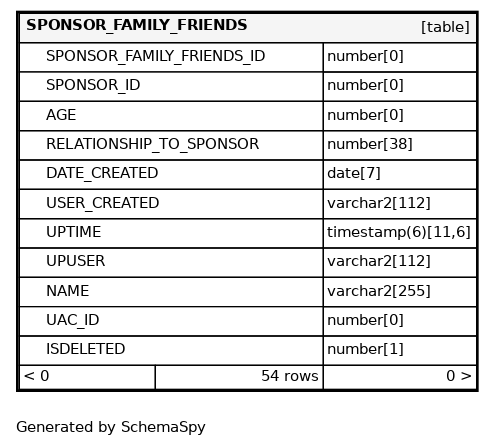 SPONSOR_FAMILY_FRIENDS [table]
SPONSOR_FAMILY_FRIENDS_ID number[0]
SPONSOR_ID number[0]
AGE number[0]
RELATIONSHIP_TO_SPONSOR number[38]
DATE_CREATED date[7]
USER_CREATED varchar2[112]
UPTIME timestamp(6)[11,6]
UPUSER varchar2[112]
NAME varchar2[255]
UAC_ID number[0]
ISDELETED number[1]
< 0 54 rows 0 >
Generated by SchemaSpy